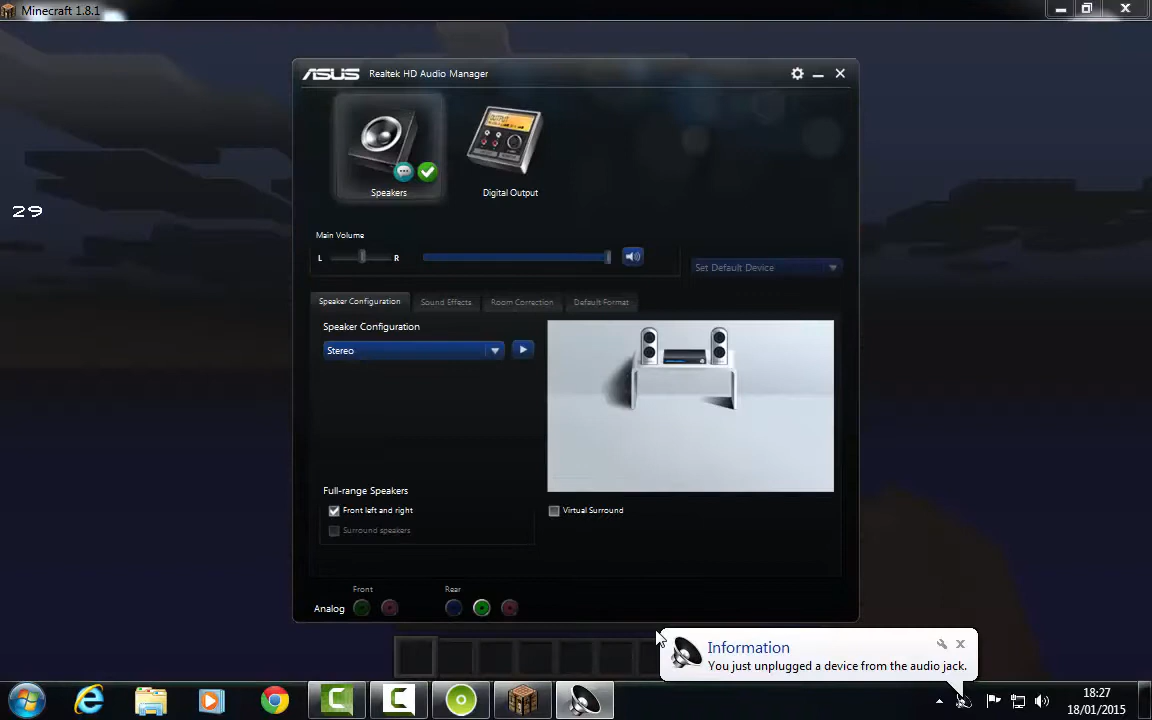 Minecraft 1.8.1
ASUS Realtek HD Audio Manager
Speakers
Digital Output
29
Main Volume
L R
Set Default Device
Speaker Configuration Sound Effects Room Correction Default Format
Speaker Configuration
Stereo
Full-range Speakers
Front left and right
Virtual Surround
Surround speakers
Front Rear
Analog
Information
You just unplugged a device from the audio jack.
18:27
18/01/2015